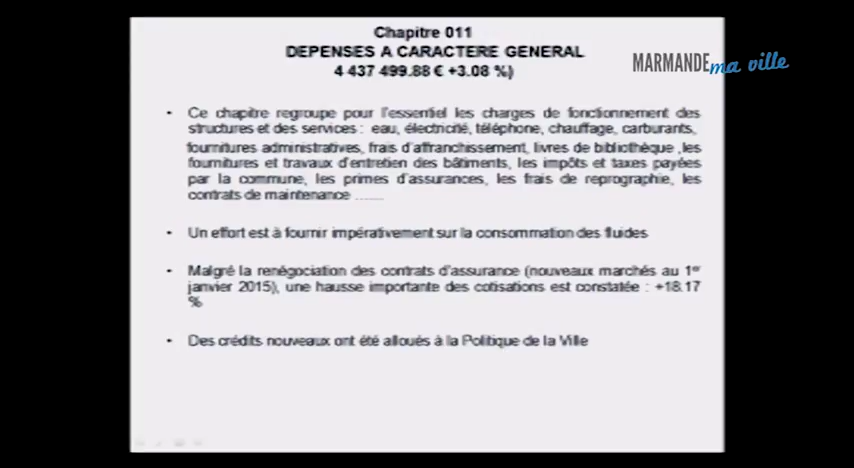 Chapitre 011
DEPENSES A CARACTERE GENERAL
4 437 499.88 € +3.08 %)
MARMANDE ma ville
• Ce chapitre regroupe pour l'essentiel les charges de fonctionnement des
structures et des services : eau, électricité, téléphone, chauffage, carburants,
fournitures administratives, frais d'affranchissement, livres de bibliothèque ,les
fournitures et travaux d'entretien des bâtiments, les impôts et taxes payées
par la commune, les primes d'assurances, les frais de reprographie, les
contrats de maintenance .......
• Un effort est à fournir impérativement sur la consommation des fluides
• Malgré la renégociation des contrats d'assurance (nouveaux marchés au 1er
janvier 2015), une hausse importante des cotisations est constatée : +18.17
%
• Des crédits nouveaux ont été alloués à la Politique de la Ville